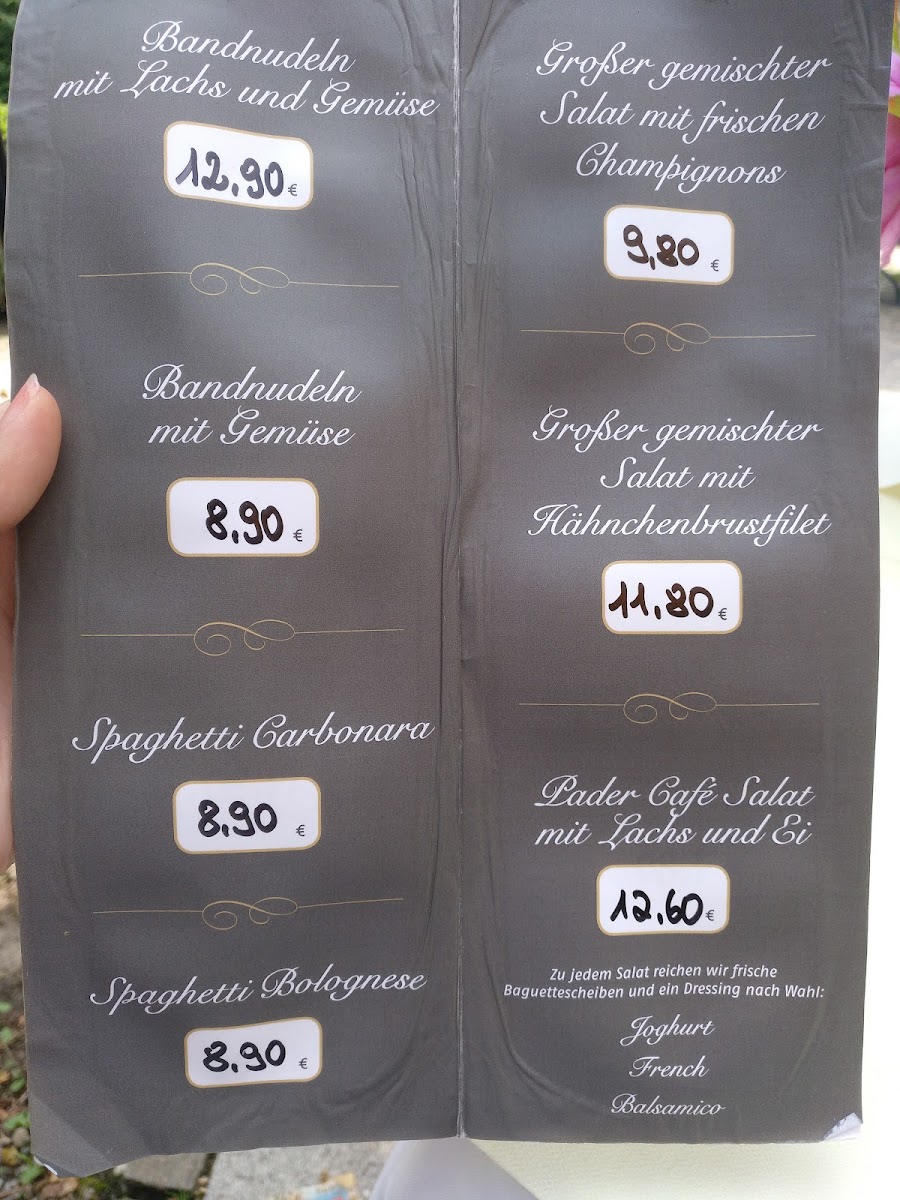 Bandnudeln
mit Lachs und Gemüse
12,90 €
Bandnudeln
mit Gemüse
8,90 €
Spaghetti Carbonara
8,90 €
Spaghetti Bolognese
8,90 €
Großer gemischter
Salat mit frischen
Champignons
9,80 €
Großer gemischter
Salat mit
Hähnchenbrustfilet
11,80 €
Pader Café Salat
mit Lachs und Ei
12,60 €
Zu jedem Salat reichen wir frische
Baguettescheiben und ein Dressing nach Wahl:
Joghurt
French
Balsamico